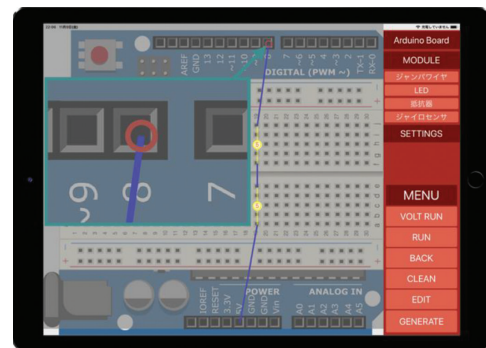 Arduino Board
MODULE
ジャンパワイヤ
LED
抵抗器
ジャイロセンサ
SETTINGS
MENU
VOLT RUN
RUN
BACK
CLEAN
EDIT
GENERATE
AREF
GND
13
12
~11
~10
7
~6
~5
4
~3
2
TX-1
RX-0
DIGITAL (PWM ~)
~9
8
7
IOREF
RESET
3.3V
5V
GND
GND
Vin
POWER
ANALOG IN
A0
A1
A2
A3
A4
A5